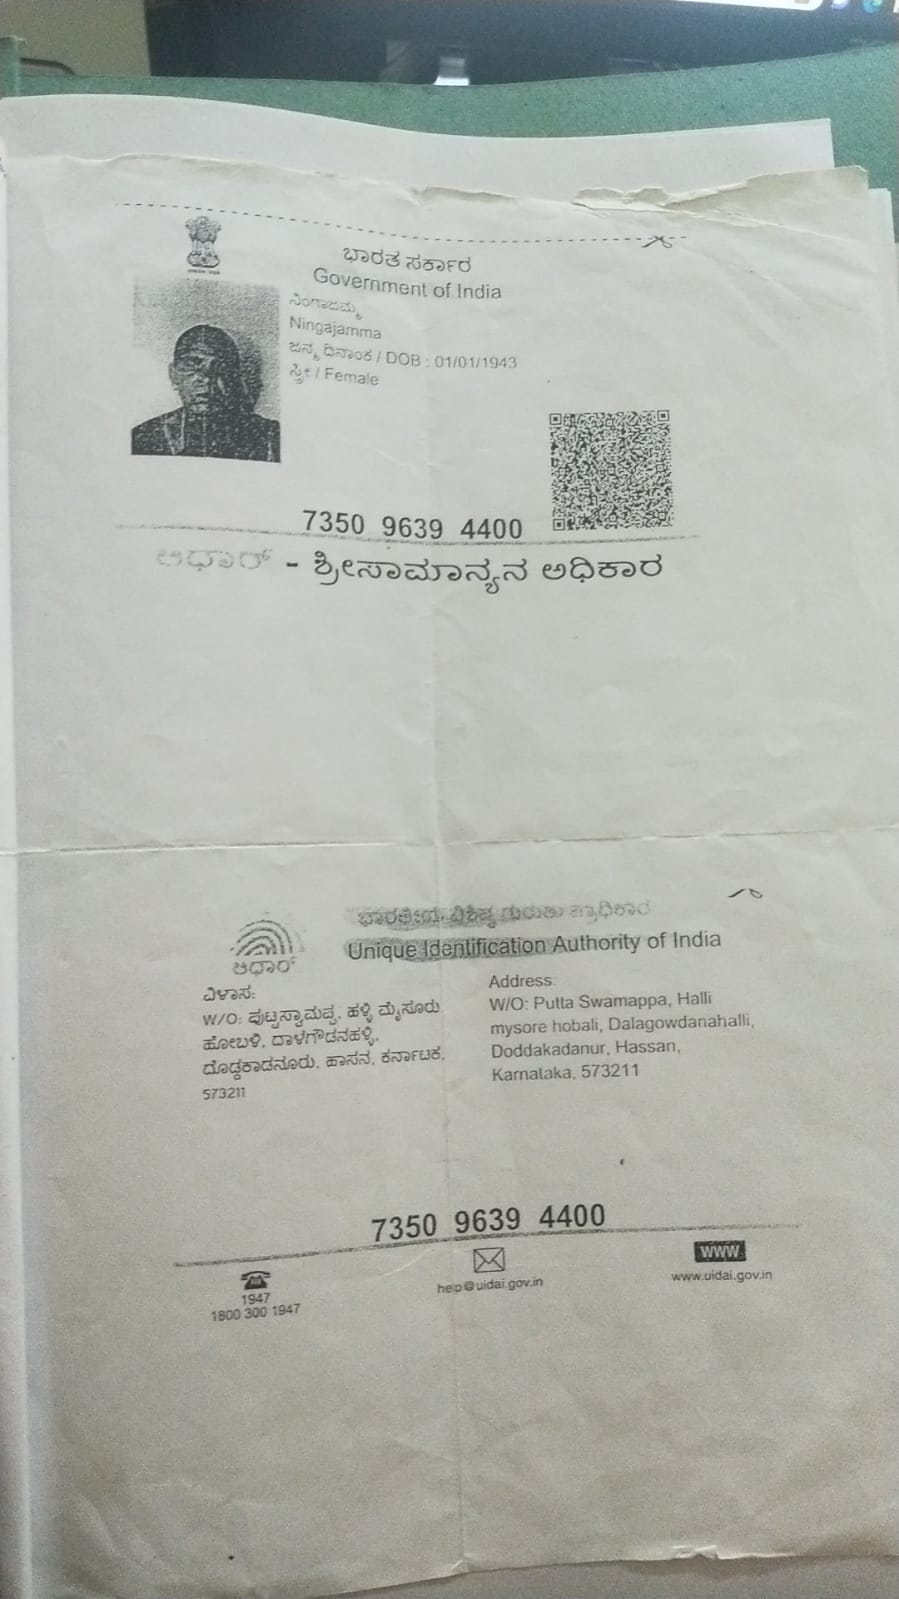 ಭಾರತ ಸರ್ಕಾರ
Government of India
ನಿಂಗಾಜಮ್ಮ
Ningajamma
ಜನ್ಮ ದಿನಾಂಕ / DOB : 01/01/1943
ಸ್ತ್ರೀ / Female
7350 9639 4400
ಆಧಾರ್ - ಶ್ರೀಸಾಮಾನ್ಯನ ಅಧಿಕಾರ
ಭಾರತೀಯ ವಿಶಿಷ್ಟ ಗುರುತು ಪ್ರಾಧಿಕಾರ
Unique Identification Authority of India
ಆಧಾರ್
ವಿಳಾಸ:
W/O: ಪುಟ್ಟಸ್ವಾಮಪ್ಪ, ಹಳ್ಳಿ ಮೈಸೂರು
ಹೋಬಳಿ, ದಾಳಗೌಡನಹಳ್ಳಿ,
ದೊಡ್ಡಕಾಡನೂರು, ಹಾಸನ, ಕರ್ನಾಟಕ,
573211
Address:
W/O: Putta Swamappa, Halli
mysore hobali, Dalagowdanahalli,
Doddakadanur, Hassan,
Karnataka, 573211
7350 9639 4400
1947
1800 300 1947
help@uidai.gov.in
WWW
www.uidai.gov.in